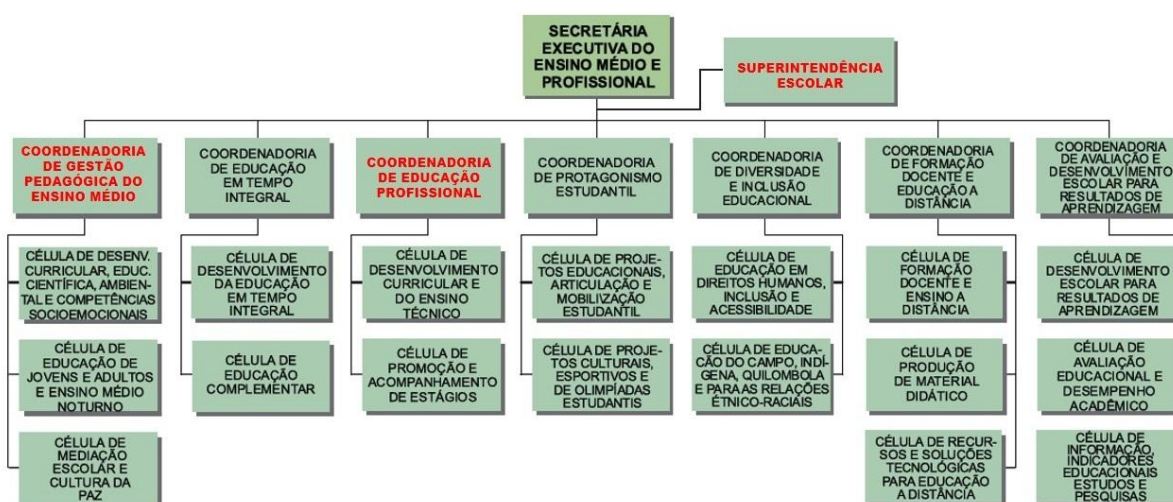 SECRETÁRIA
EXECUTIVA DO
ENSINO MÉDIO E
PROFISSIONAL
SUPERINTENDÊNCIA
ESCOLAR
COORDENADORIA
DE GESTÃO
PEDAGÓGICA DO
ENSINO MÉDIO
COORDENADORIA
DE EDUCAÇÃO
EM TEMPO
INTEGRAL
COORDENADORIA
DE EDUCAÇÃO
PROFISSIONAL
COORDENADORIA
DE PROTAGONISMO
ESTUDANTIL
COORDENADORIA
DE DIVERSIDADE
E INCLUSÃO
EDUCACIONAL
COORDENADORIA
DE FORMAÇÃO
DOCENTE E
EDUCAÇÃO A
DISTÂNCIA
COORDENADORIA
DE AVALIAÇÃO E
DESENVOLVIMENTO
ESCOLAR PARA
RESULTADOS DE
APRENDIZAGEM
CÉLULA DE DESENV.
CURRICULAR, EDUC.
CIENTÍFICA, AMBIEN-
TAL E COMPETÊNCIAS
SOCIOEMOCIONAIS
CÉLULA DE
DESENVOLVIMENTO
DA EDUCAÇÃO
EM TEMPO
INTEGRAL
CÉLULA DE
DESENVOLVIMENTO
CURRICULAR E
DO ENSINO
TÉCNICO
CÉLULA DE PROJE-
TOS EDUCACIONAIS,
ARTICULAÇÃO E
MOBILIZAÇÃO
ESTUDANTIL
CÉLULA DE
EDUCAÇÃO EM
DIREITOS HUMANOS,
INCLUSÃO E
ACESSIBILIDADE
CÉLULA DE
FORMAÇÃO
DOCENTE E
ENSINO A
DISTÂNCIA
CÉLULA DE
DESENVOLVIMENTO
ESCOLAR PARA
RESULTADOS DE
APRENDIZAGEM
CÉLULA DE
EDUCAÇÃO DE
JOVENS E ADULTOS
E ENSINO MÉDIO
NOTURNO
CÉLULA DE
EDUCAÇÃO
COMPLEMENTAR
CÉLULA DE
PROMOÇÃO E
ACOMPANHAMENTO
DE ESTÁGIOS
CÉLULA DE PROJE-
TOS CULTURAIS,
ESPORTIVOS E
DE OLIMPÍADAS
ESTUDANTIS
CÉLULA DE EDUCA-
ÇÃO DO CAMPO, INDÍ-
GENA, QUILOMBOLA
E PARA AS RELAÇÕES
ÉTNICO-RACIAIS
CÉLULA DE
PRODUÇÃO
DE MATERIAL
DIDÁTICO
CÉLULA DE
AVALIAÇÃO
EDUCACIONAL E
DESEMPENHO
ACADÊMICO
CÉLULA DE
MEDIAÇÃO
ESCOLAR E
CULTURA DA
PAZ
CÉLULA DE RECUR-
SOS E SOLUÇÕES
TECNOLÓGICAS
PARA EDUCAÇÃO
A DISTÂNCIA
CÉLULA DE
INFORMAÇÃO,
INDICADORES
EDUCACIONAIS
ESTUDOS E
PESQUISAS